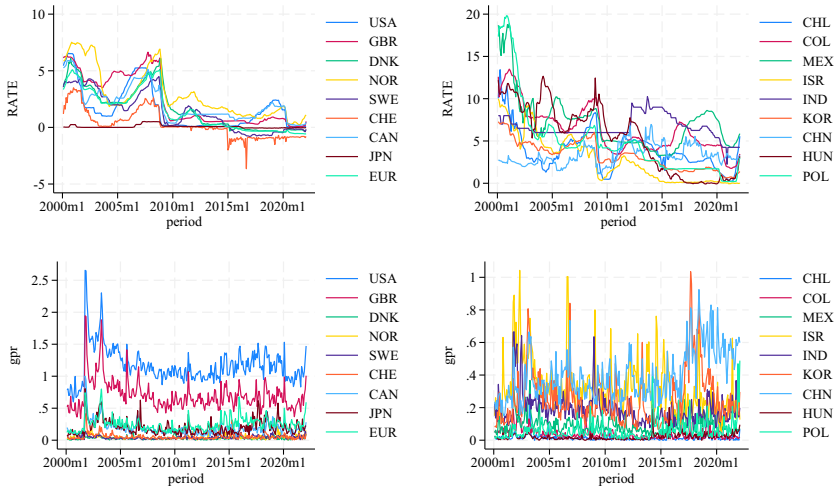 10
5
0
-5
RATE
2000m1 2005m1 2010m1 2015m1 2020m1
period
USA
GBR
DNK
NOR
SWE
CHE
CAN
JPN
EUR
20
15
10
5
0
RATE
2000m1 2005m1 2010m1 2015m1 2020m1
period
CHL
COL
MEX
ISR
IND
KOR
CHN
HUN
POL
2.5
2
1.5
1
.5
0
gpr
2000m1 2005m1 2010m1 2015m1 2020m1
period
USA
GBR
DNK
NOR
SWE
CHE
CAN
JPN
EUR
1
.8
.6
.4
.2
0
gpr
2000m1 2005m1 2010m1 2015m1 2020m1
period
CHL
COL
MEX
ISR
IND
KOR
CHN
HUN
POL